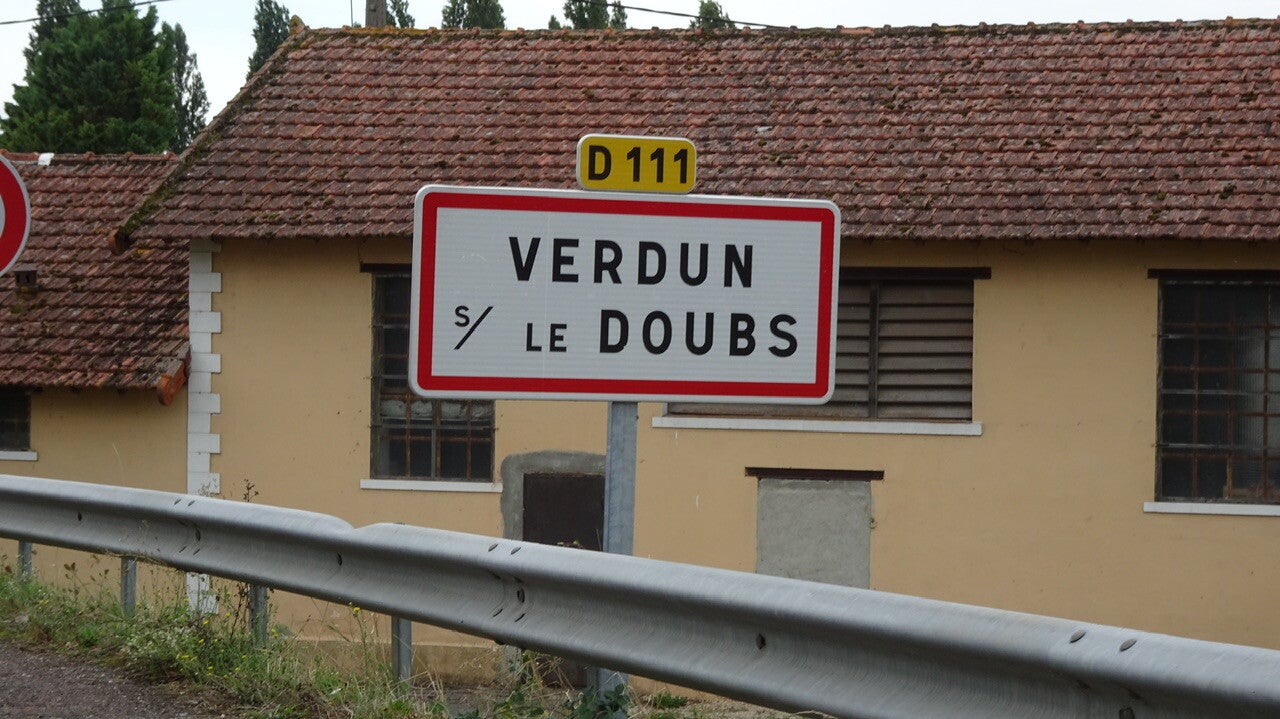 D 111
VERDUN
s/ LE DOUBS